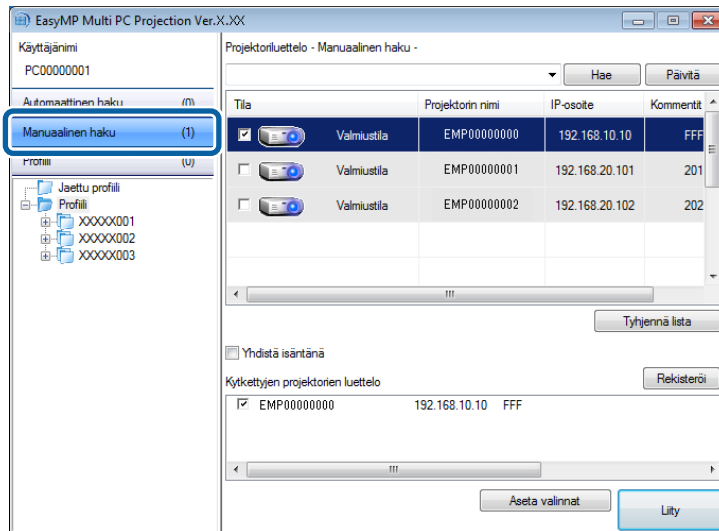 EasyMP Multi PC Projection Ver.X.XX
Käyttäjänimi
PC00000001
Automaattinen haku (0)
Manuaalinen haku (1)
Profiili (0)
Jaettu profiili
Profiili
XXXXX001
XXXXX002
XXXXX003
Projektoriluettelo - Manuaalinen haku -
Hae Päivitä
Tila Projektorin nimi IP-osoite Kommentit
Valmiustila EMP00000000 192.168.10.10 FFF
Valmiustila EMP00000001 192.168.20.101 201
Valmiustila EMP00000002 192.168.20.102 202
Tyhjennä lista
Yhdistä isäntänä
Kytkettyjen projektorien luettelo Rekisteröi
EMP00000000 192.168.10.10 FFF
Aseta valinnat Liity